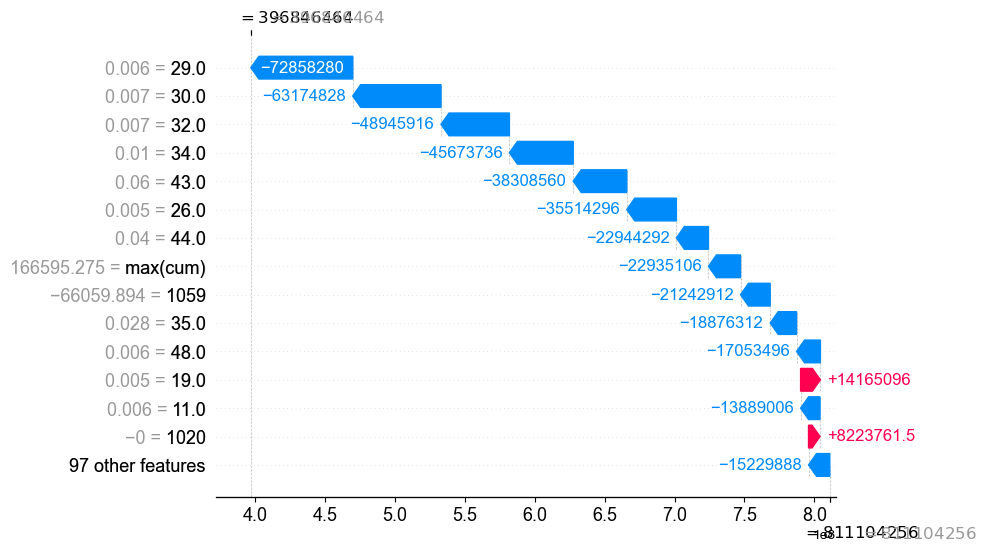 = 396846464 = 396846464
0.006 = 29.0 −72858280
0.007 = 30.0 −63174828
0.007 = 32.0 −48945916
0.01 = 34.0 −45673736
0.06 = 43.0 −38308560
0.005 = 26.0 −35514296
0.04 = 44.0 −22944292
166595.275 = max(cum) −22935106
−66059.894 = 1059 −21242912
0.028 = 35.0 −18876312
0.006 = 48.0 −17053496
0.005 = 19.0 +14165096
0.006 = 11.0 −13889006
−0 = 1020 +8223761.5
97 other features −15229888
4.0 4.5 5.0 5.5 6.0 6.5 7.0 7.5 8.0
1e8 = 811104256 = 811104256